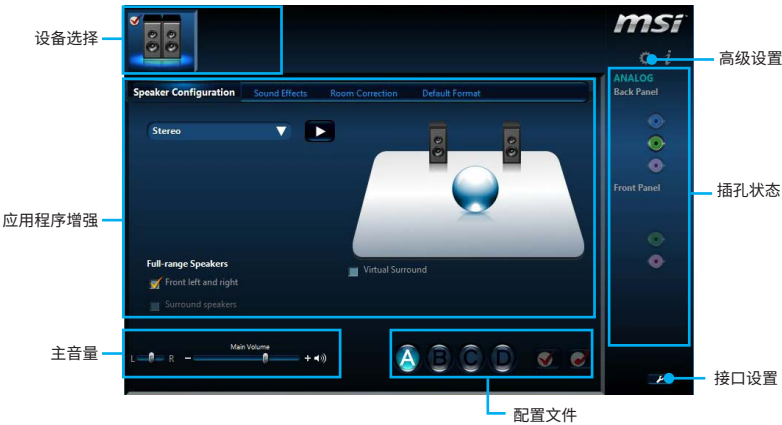 msi
设备选择
高级设置
ANALOG
Back Panel
Speaker Configuration
Sound Effects
Room Correction
Default Format
Stereo
Front Panel
插孔状态
应用程序增强
Full-range Speakers
Front left and right
Surround speakers
Virtual Surround
主音量
Main Volume
L
R
-
+
A
B
C
D
接口设置
配置文件